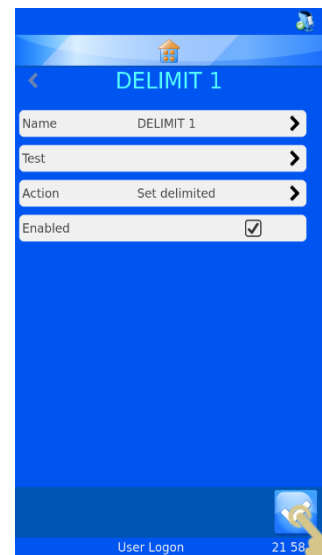 DELIMIT 1
Name DELIMIT 1
Test
Action Set delimited
Enabled
User Logon 21 58